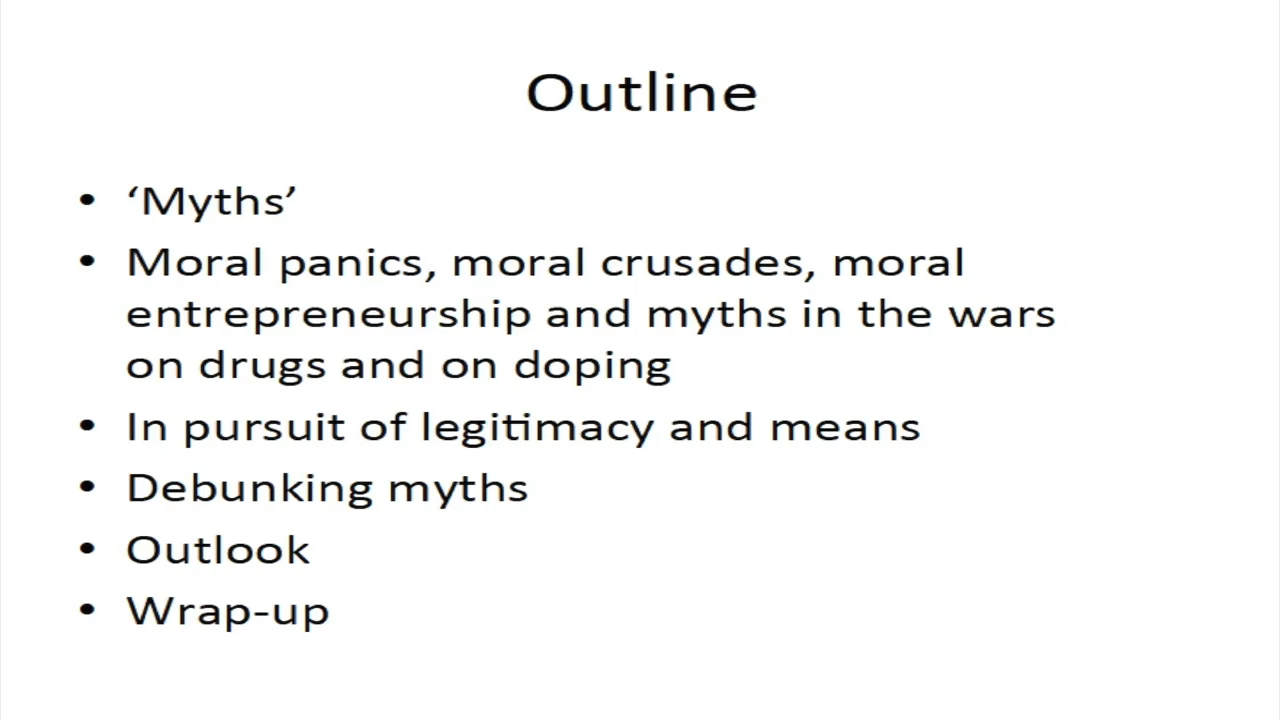 Outline
• ‘Myths’
• Moral panics, moral crusades, moral
entrepreneurship and myths in the wars
on drugs and on doping
• In pursuit of legitimacy and means
• Debunking myths
• Outlook
• Wrap-up